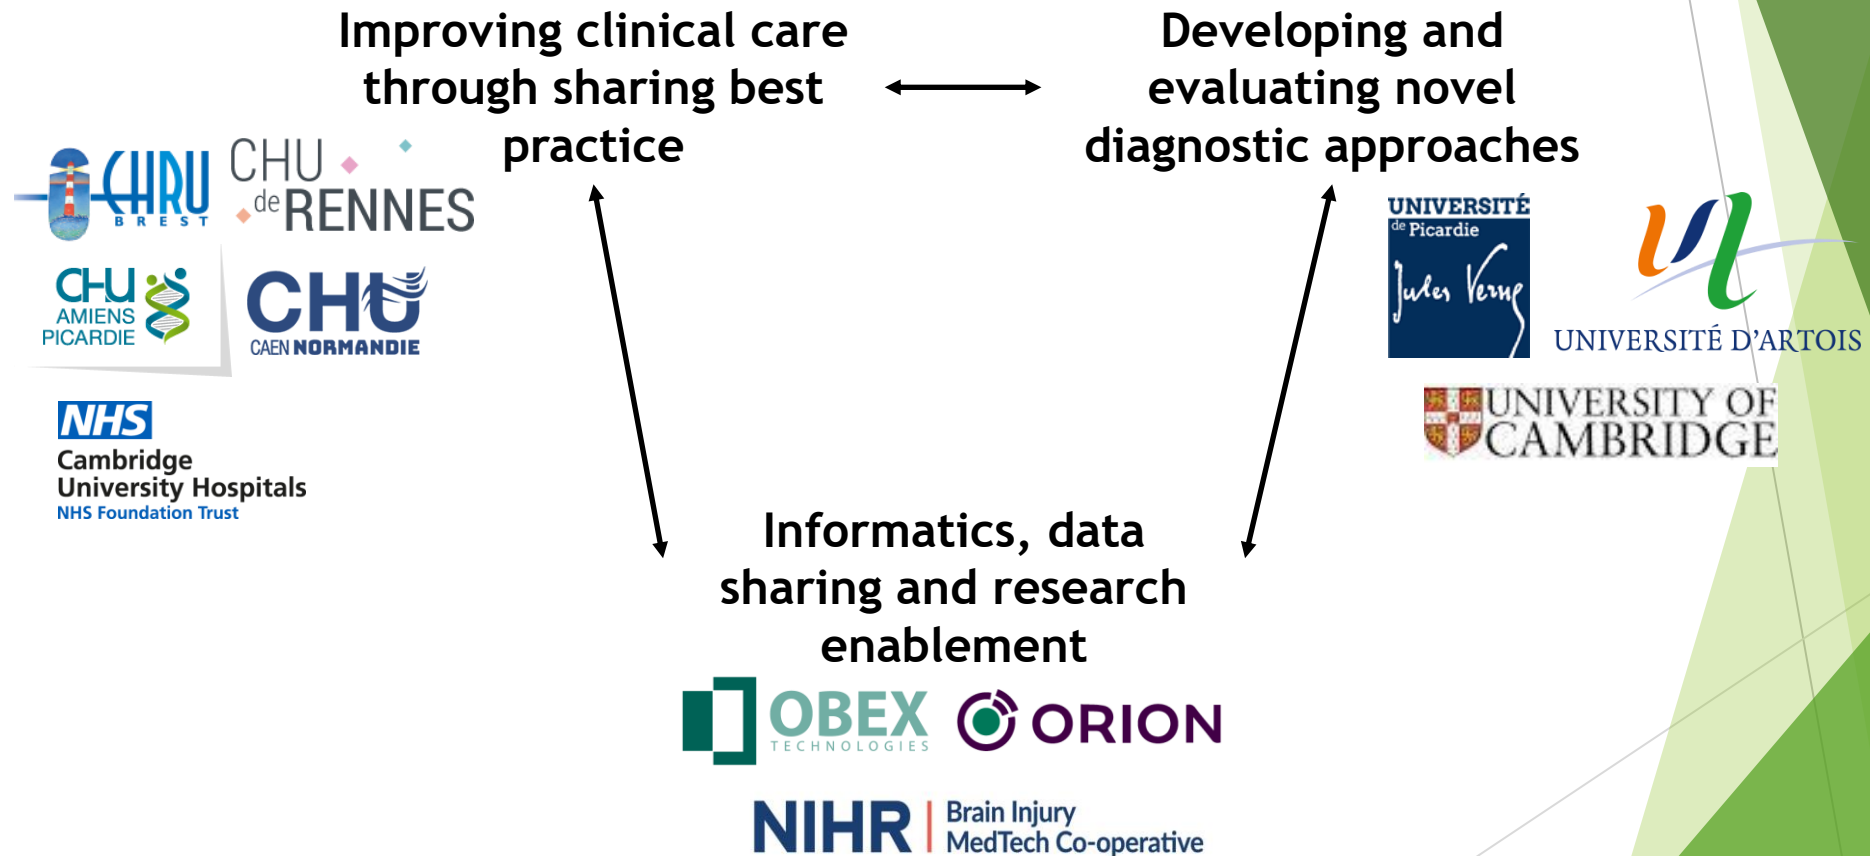 Improving clinical care
through sharing best
practice
Developing and
evaluating novel
diagnostic approaches
CHRU
BREST
CHU
de RENNES
CHU
AMIENS
PICARDIE
CHU
CAEN NORMANDIE
NHS
Cambridge
University Hospitals
NHS Foundation Trust
UNIVERSITÉ
de Picardie
Jules Verne
UNIVERSITÉ D'ARTOIS
UNIVERSITY OF
CAMBRIDGE
Informatics, data
sharing and research
enablement
OBEX
TECHNOLOGIES
ORION
NIHR
Brain Injury
MedTech Co-operative